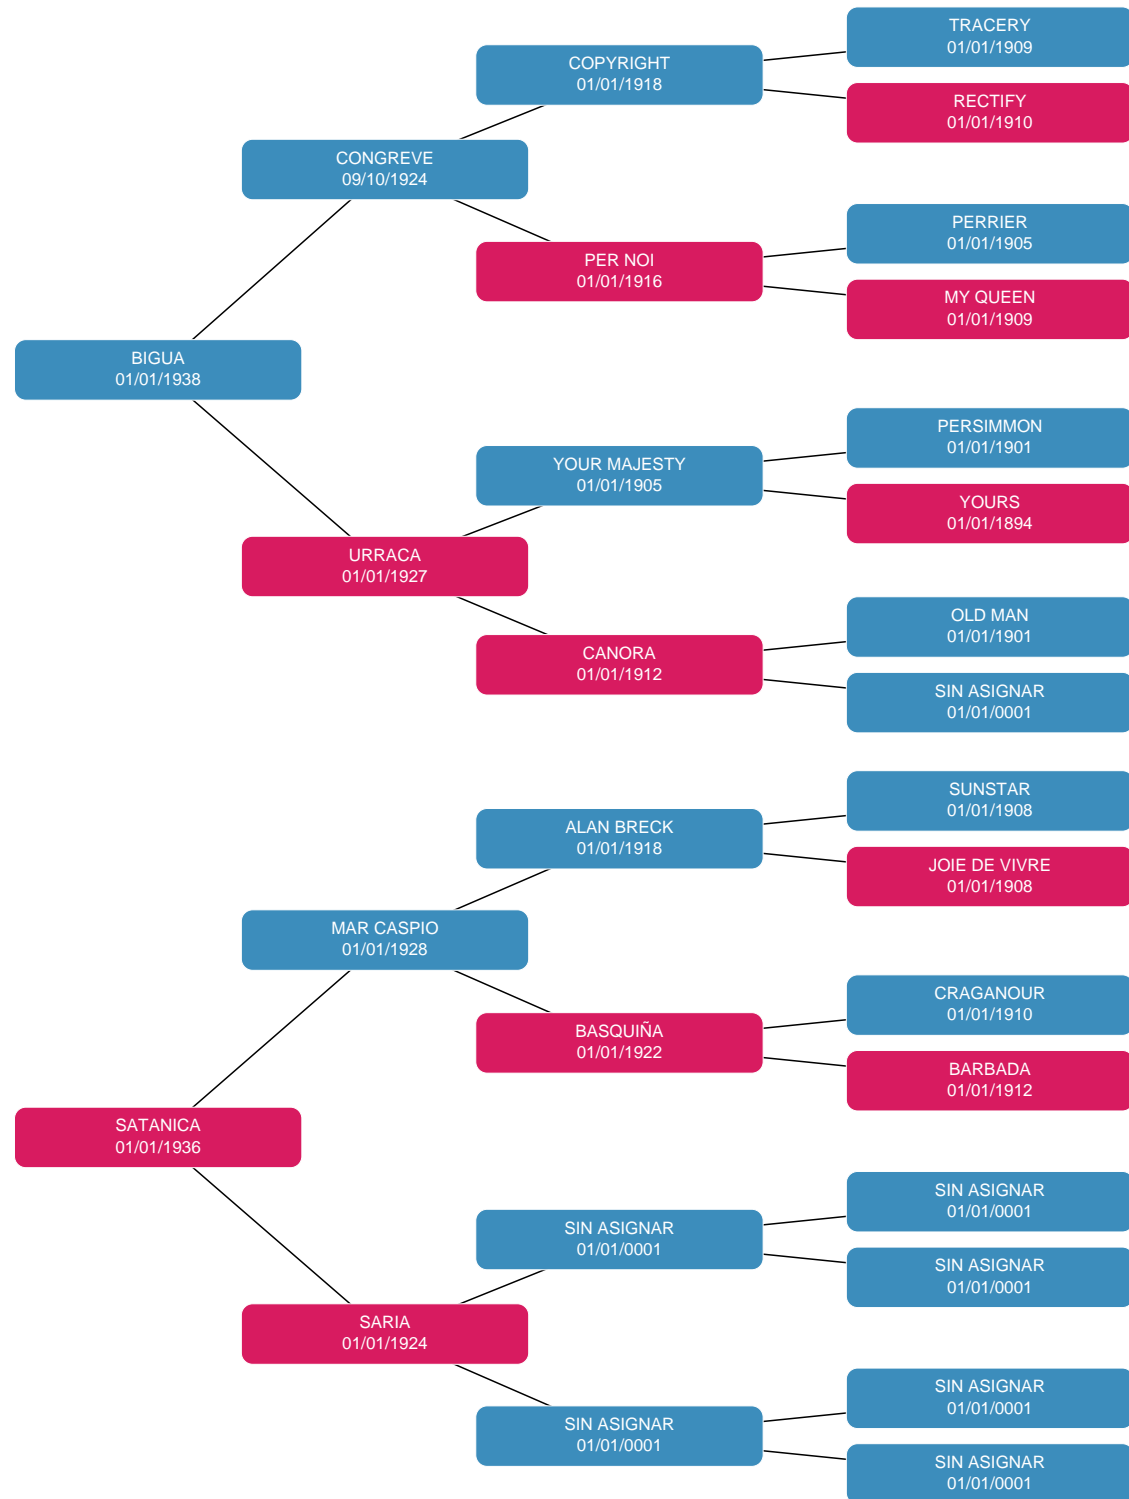 TRACERY
01/01/1909
COPYRIGHT
01/01/1918
RECTIFY
01/01/1910
CONGREVE
09/10/1924
PERRIER
01/01/1905
PER NOI
01/01/1916
MY QUEEN
01/01/1909
BIGUA
01/01/1938
PERSIMMON
01/01/1901
YOUR MAJESTY
01/01/1905
YOURS
01/01/1894
URRACA
01/01/1927
OLD MAN
01/01/1901
CANORA
01/01/1912
SIN ASIGNAR
01/01/0001
SUNSTAR
01/01/1908
ALAN BRECK
01/01/1918
JOIE DE VIVRE
01/01/1908
MAR CASPIO
01/01/1928
CRAGANOUR
01/01/1910
BASQUIÑA
01/01/1922
BARBADA
01/01/1912
SATANICA
01/01/1936
SIN ASIGNAR
01/01/0001
SIN ASIGNAR
01/01/0001
SIN ASIGNAR
01/01/0001
SARIA
01/01/1924
SIN ASIGNAR
01/01/0001
SIN ASIGNAR
01/01/0001
SIN ASIGNAR
01/01/0001